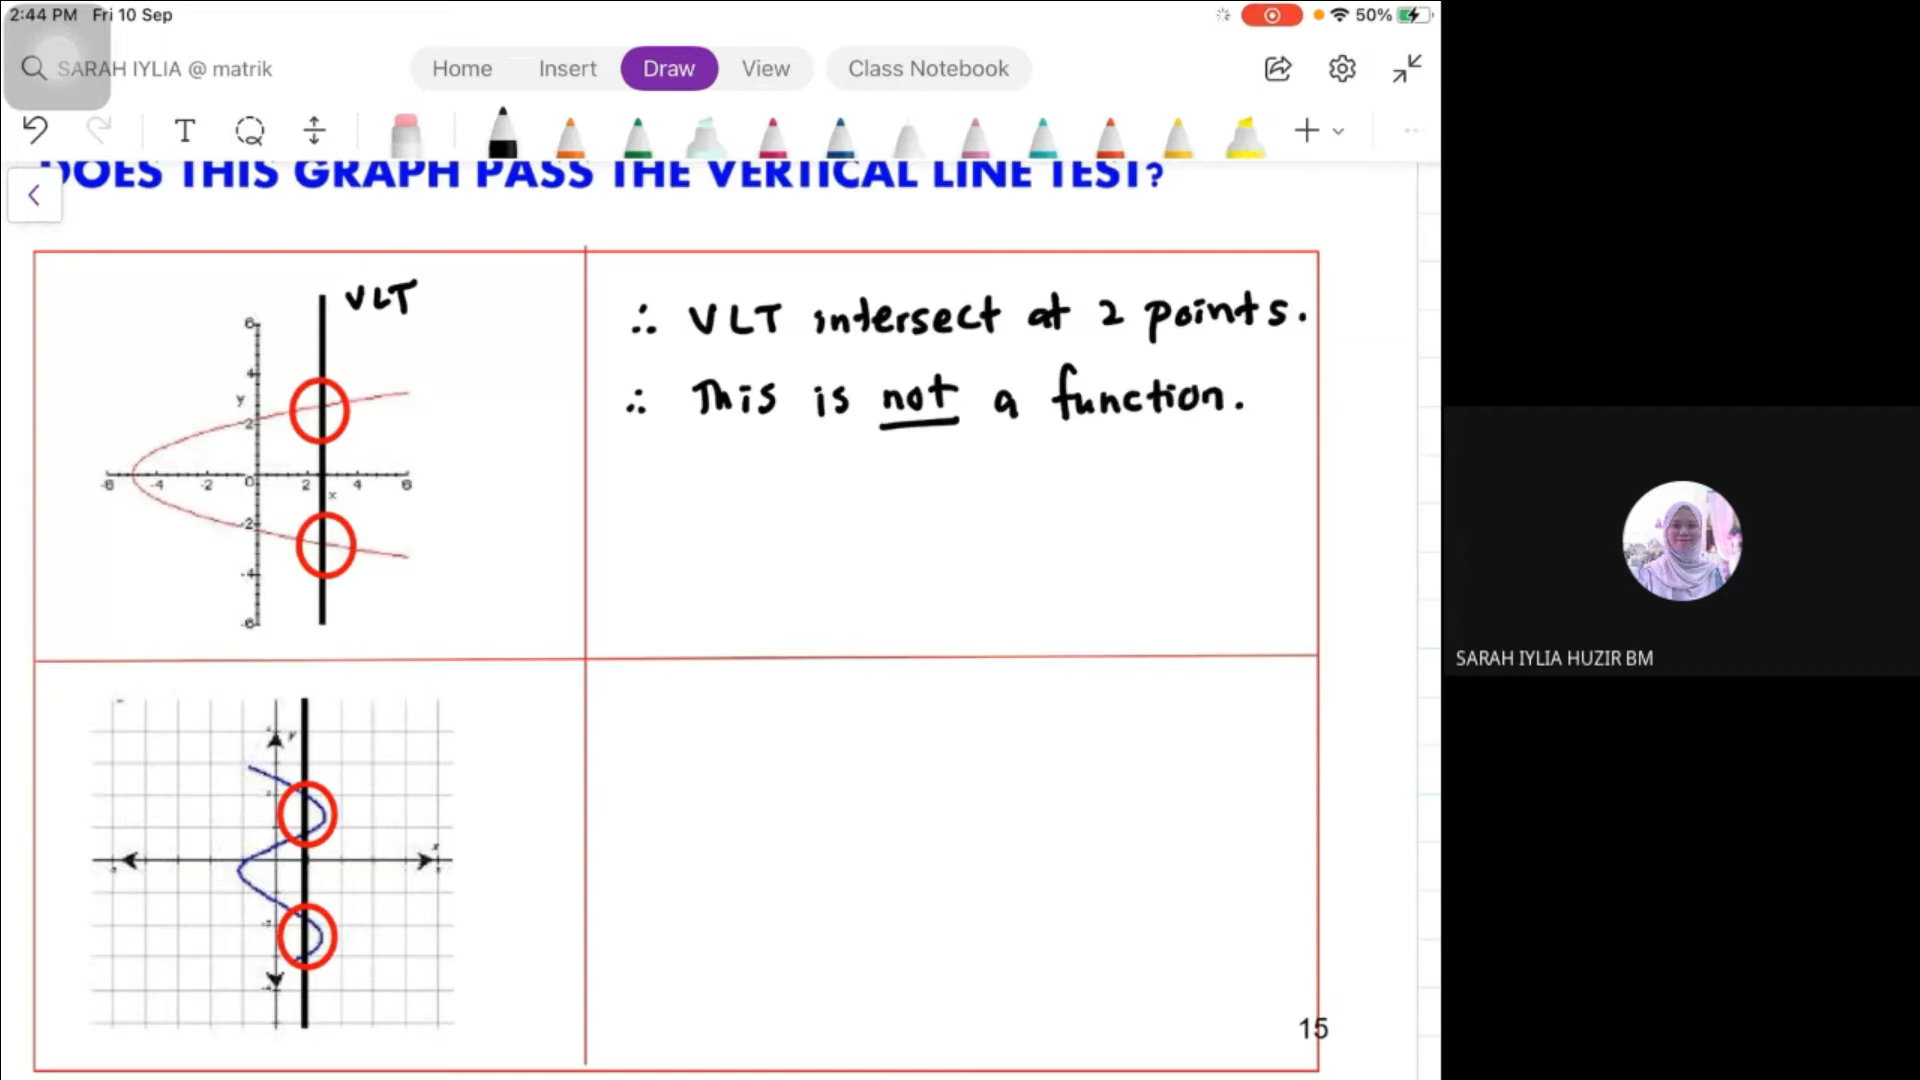 2:44 PM Fri 10 Sep
50%
SARAH IYLIA @ matrik
Home Insert Draw View Class Notebook
T
DOES THIS GRAPH PASS THE VERTICAL LINE TEST?
VLT
6
4
y
2
-6 -4 -2 0 2 x 4 6
-2
-4
-6
∴ VLT intersect at 2 points.
∴ This is not a function.
y
x
15
SARAH IYLIA HUZIR BM